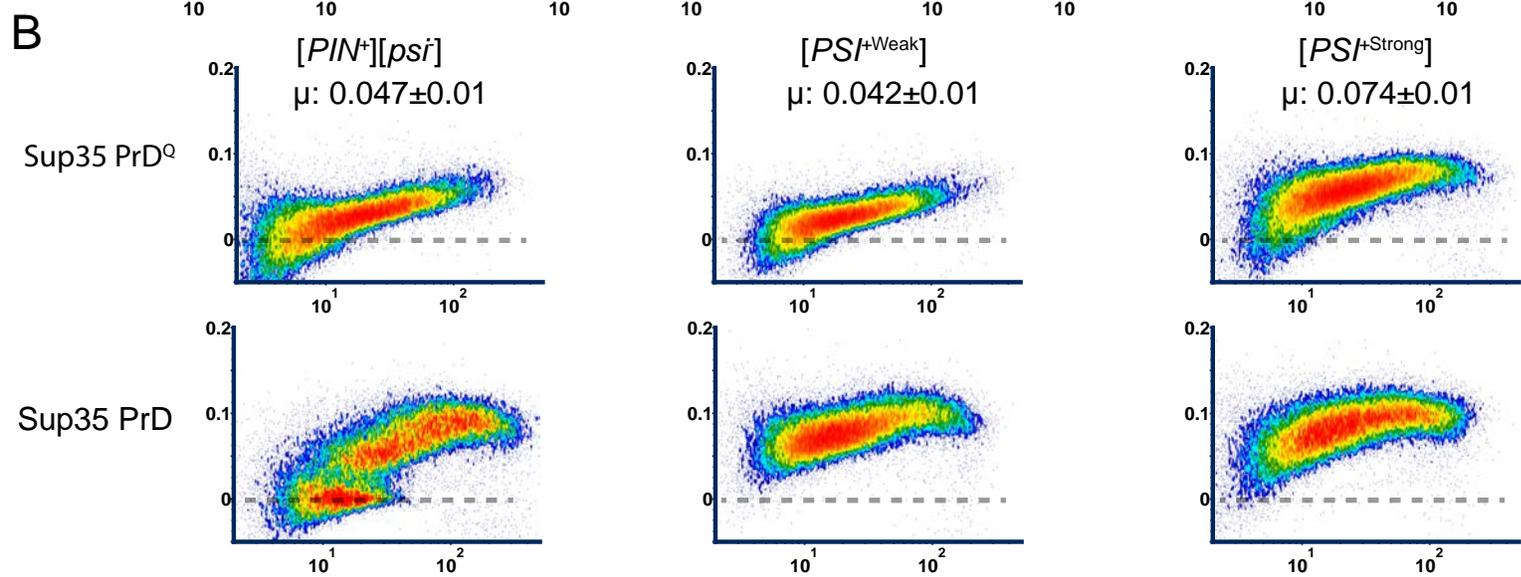 10 10 10 10 10 10 10 10
B
[PIN⁺][psi⁻] [PSI⁺ᵂᵉᵃᵏ] [PSI⁺ˢᵗʳᵒⁿᵍ]
µ: 0.047±0.01 µ: 0.042±0.01 µ: 0.074±0.01
0.2 0.2 0.2
Sup35 PrDQ
0.1 0.1 0.1
0 0 0
10¹ 10² 10¹ 10² 10¹ 10²
0.2 0.2 0.2
Sup35 PrD
0.1 0.1 0.1
0 0 0
10¹ 10² 10¹ 10² 10¹ 10²